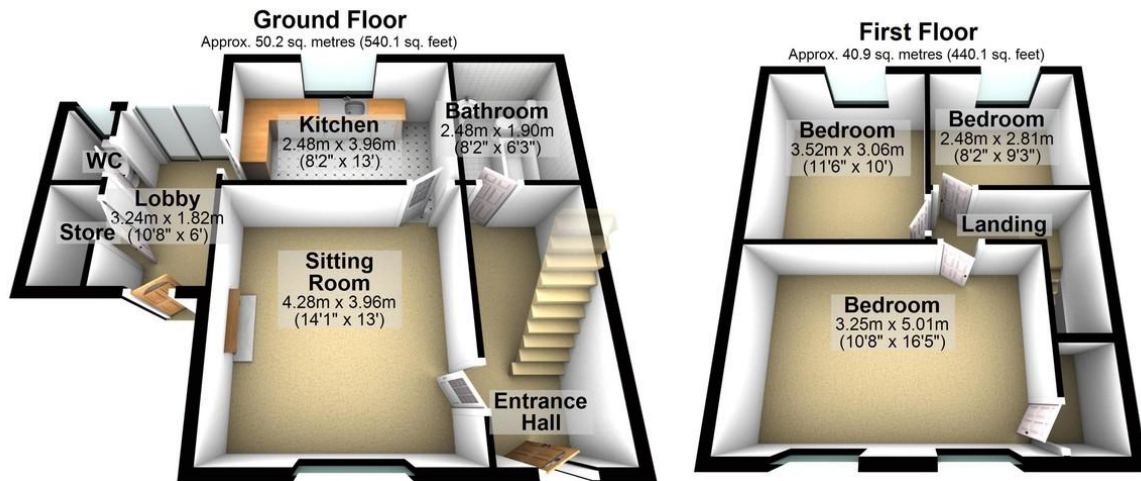 Ground Floor
Approx. 50.2 sq. metres (540.1 sq. feet)
Kitchen
2.48m x 3.96m
(8'2" x 13')
Bathroom
2.48m x 1.90m
(8'2" x 6'3")
WC
Lobby
3.24m x 1.82m
(10'8" x 6')
Store
Sitting
Room
4.28m x 3.96m
(14'1" x 13')
Entrance
Hall
First Floor
Approx. 40.9 sq. metres (440.1 sq. feet)
Bedroom
3.52m x 3.06m
(11'6" x 10')
Bedroom
2.48m x 2.81m
(8'2" x 9'3")
Landing
Bedroom
3.25m x 5.01m
(10'8" x 16'5")